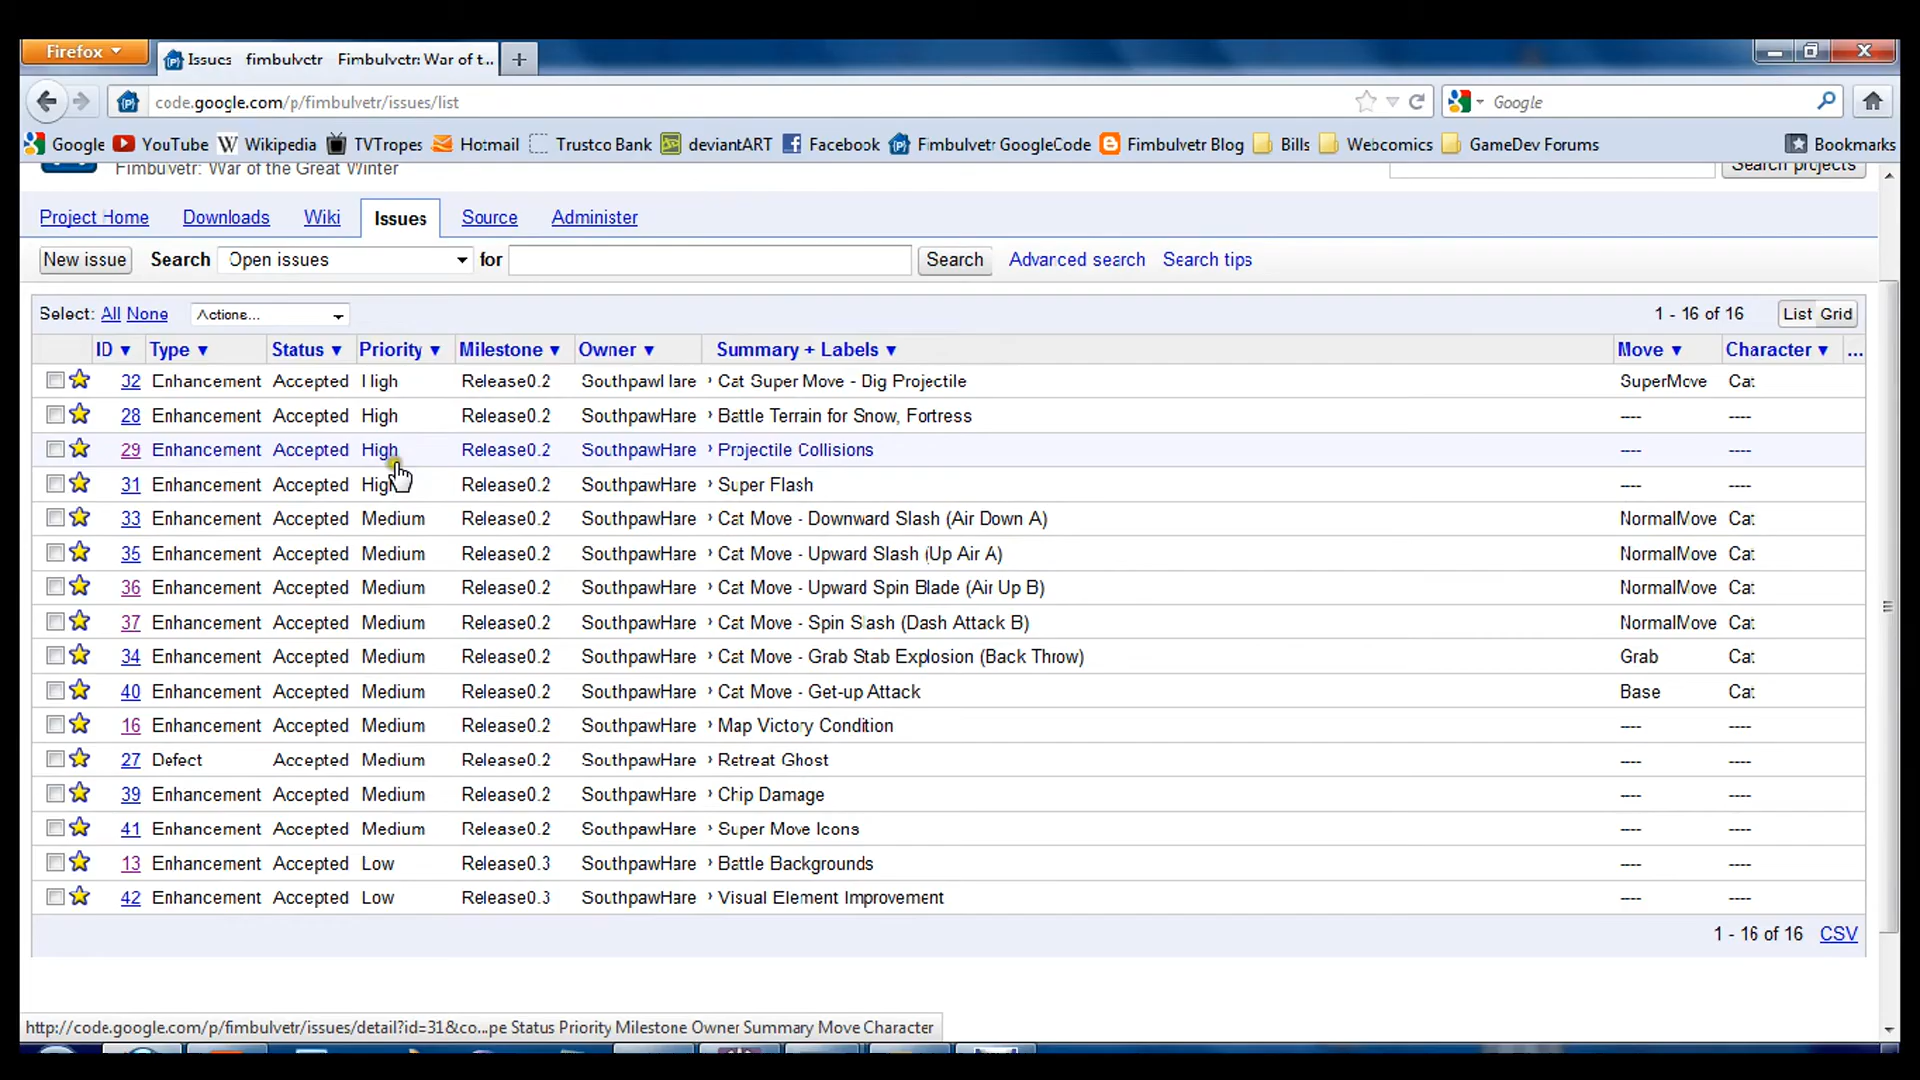 Firefox
Issues fimbulvetr Fimbulvetr: War of t...
code.google.com/p/fimbulvetr/issues/list
Google
Google YouTube Wikipedia TVTropes Hotmail Trustco Bank deviantART Facebook Fimbulvetr GoogleCode Fimbulvetr Blog Bills Webcomics GameDev Forums Bookmarks
Fimbulvetr: War of the Great Winter Search projects
Project Home Downloads Wiki Issues Source Administer
New issue Search Open issues for Search Advanced search Search tips
Select: All None Actions... 1 - 16 of 16 List Grid
ID ▼ Type ▼ Status ▼ Priority ▼ Milestone ▼ Owner ▼ Summary + Labels ▼ Move ▼ Character ▼ ...
32 Enhancement Accepted High Release0.2 SouthpawHare › Cat Super Move - Dig Projectile SuperMove Cat
28 Enhancement Accepted High Release0.2 SouthpawHare › Battle Terrain for Snow, Fortress ---- ----
29 Enhancement Accepted High Release0.2 SouthpawHare › Projectile Collisions ---- ----
31 Enhancement Accepted High Release0.2 SouthpawHare › Super Flash ---- ----
33 Enhancement Accepted Medium Release0.2 SouthpawHare › Cat Move - Downward Slash (Air Down A) NormalMove Cat
35 Enhancement Accepted Medium Release0.2 SouthpawHare › Cat Move - Upward Slash (Up Air A) NormalMove Cat
36 Enhancement Accepted Medium Release0.2 SouthpawHare › Cat Move - Upward Spin Blade (Air Up B) NormalMove Cat
37 Enhancement Accepted Medium Release0.2 SouthpawHare › Cat Move - Spin Slash (Dash Attack B) NormalMove Cat
34 Enhancement Accepted Medium Release0.2 SouthpawHare › Cat Move - Grab Stab Explosion (Back Throw) Grab Cat
40 Enhancement Accepted Medium Release0.2 SouthpawHare › Cat Move - Get-up Attack Base Cat
16 Enhancement Accepted Medium Release0.2 SouthpawHare › Map Victory Condition ---- ----
27 Defect Accepted Medium Release0.2 SouthpawHare › Retreat Ghost ---- ----
39 Enhancement Accepted Medium Release0.2 SouthpawHare › Chip Damage ---- ----
41 Enhancement Accepted Medium Release0.2 SouthpawHare › Super Move Icons ---- ----
13 Enhancement Accepted Low Release0.3 SouthpawHare › Battle Backgrounds ---- ----
42 Enhancement Accepted Low Release0.3 SouthpawHare › Visual Element Improvement ---- ----
1 - 16 of 16 CSV
http://code.google.com/p/fimbulvetr/issues/detail?id=31&co...pe Status Priority Milestone Owner Summary Move Character